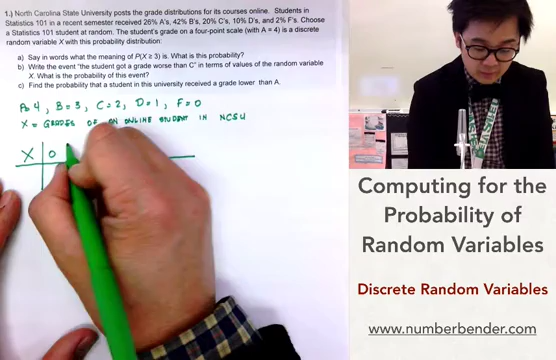 1.) North Carolina State University posts the grade distributions for its courses online. Students in
Statistics 101 in a recent semester received 26% A's, 42% B's, 20% C's, 10% D's, and 2% F's. Choose
a Statistics 101 student at random. The student's grade on a four-point scale (with A = 4) is a discrete
random variable X with this probability distribution:
a) Say in words what the meaning of P(X ≥ 3) is. What is this probability?
b) Write the event "the student got a grade worse than C" in terms of values of the random variable
X. What is the probability of this event?
c) Find the probability that a student in this university received a grade lower than A.
A=4, B=3, C=2, D=1, F=0
X = GRADES OF AN ONLINE STUDENT IN NCSU
X 0
Computing for the
Probability of
Random Variables
Discrete Random Variables
www.numberbender.com